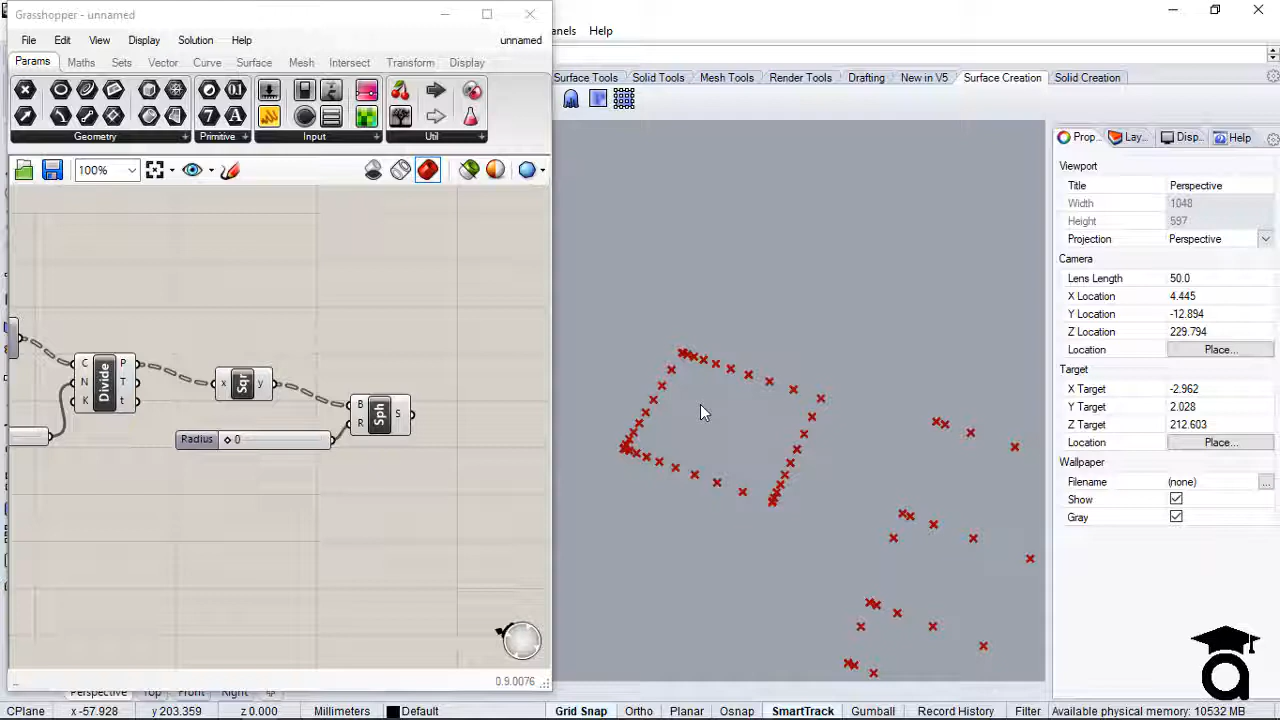 Grasshopper - unnamed
File Edit View Display Solution Help unnamed
anels Help
Params Maths Sets Vector Curve Surface Mesh Intersect Transform Display
urface Tools Solid Tools Mesh Tools Render Tools Drafting New in V5 Surface Creation Solid Creation
Geometry Primitive Input Util
Prop... Lay... Disp... Help
100%
Viewport
Title Perspective
Width 1048
Height 597
Projection Perspective
Camera
Lens Length 50.0
X Location 4.445
Y Location -12.894
Z Location 229.794
Location Place...
Target
X Target -2.962
Y Target 2.028
Z Target 212.603
Location Place...
Wallpaper
Filename (none) ...
Show
Gray
C N K Divide P T t
x Sqr y
B R Sph S
Radius 0
0.9.0076
Perspective Top Front Right
CPlane x -57.928 y 203.359 z 0.000 Millimeters Default Grid Snap Ortho Planar Osnap SmartTrack Gumball Record History Filter Available physical memory: 10532 MB